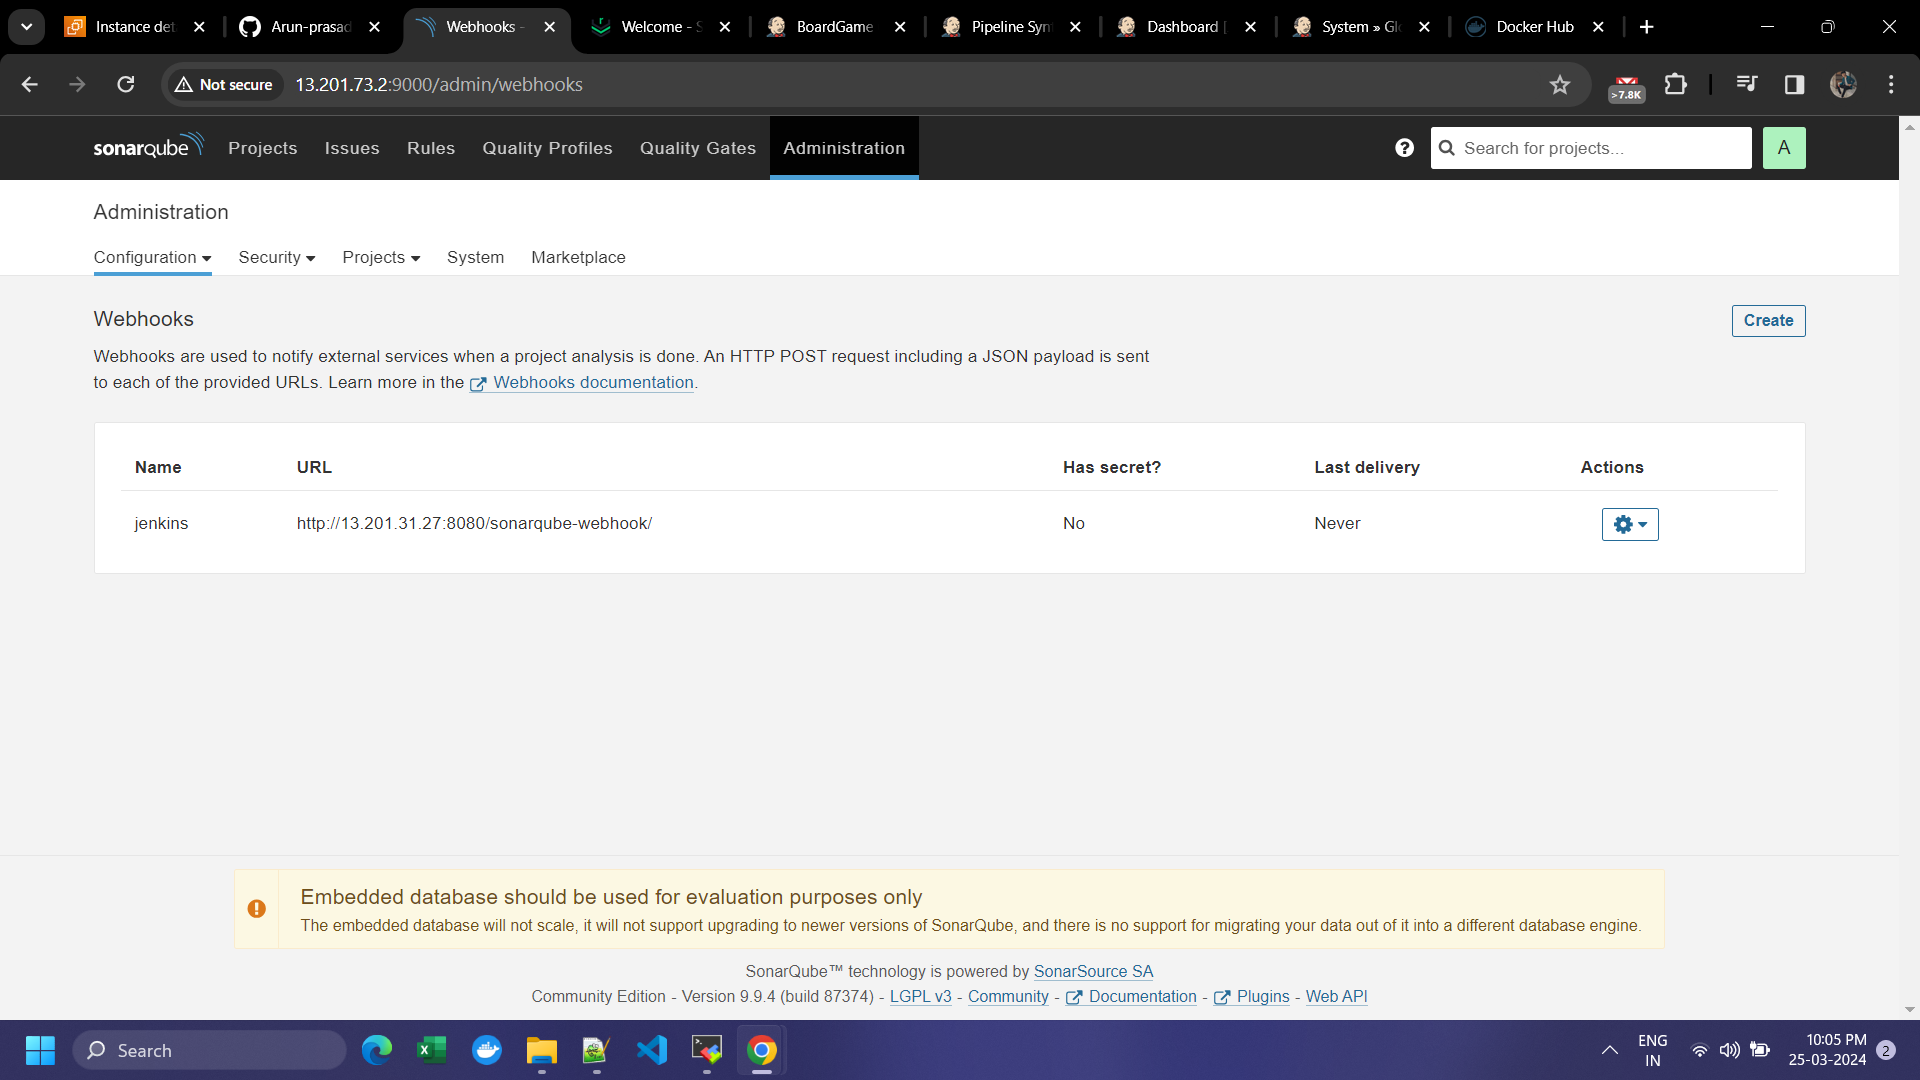 Instance det
Arun-prasad
Webhooks -
Welcome - S
BoardGame
Pipeline Syn
Dashboard [
System » Glo
Docker Hub
Not secure
13.201.73.2:9000/admin/webhooks
>7.8K
sonarqube
Projects
Issues
Rules
Quality Profiles
Quality Gates
Administration
Search for projects...
A
Administration
Configuration
Security
Projects
System
Marketplace
Webhooks
Create
Webhooks are used to notify external services when a project analysis is done. An HTTP POST request including a JSON payload is sent
to each of the provided URLs. Learn more in the Webhooks documentation.
Name URL Has secret? Last delivery Actions
jenkins http://13.201.31.27:8080/sonarqube-webhook/ No Never
Embedded database should be used for evaluation purposes only
The embedded database will not scale, it will not support upgrading to newer versions of SonarQube, and there is no support for migrating your data out of it into a different database engine.
SonarQube™ technology is powered by SonarSource SA
Community Edition - Version 9.9.4 (build 87374) - LGPL v3 - Community - Documentation - Plugins - Web API
Search
ENG
IN
10:05 PM
25-03-2024
2